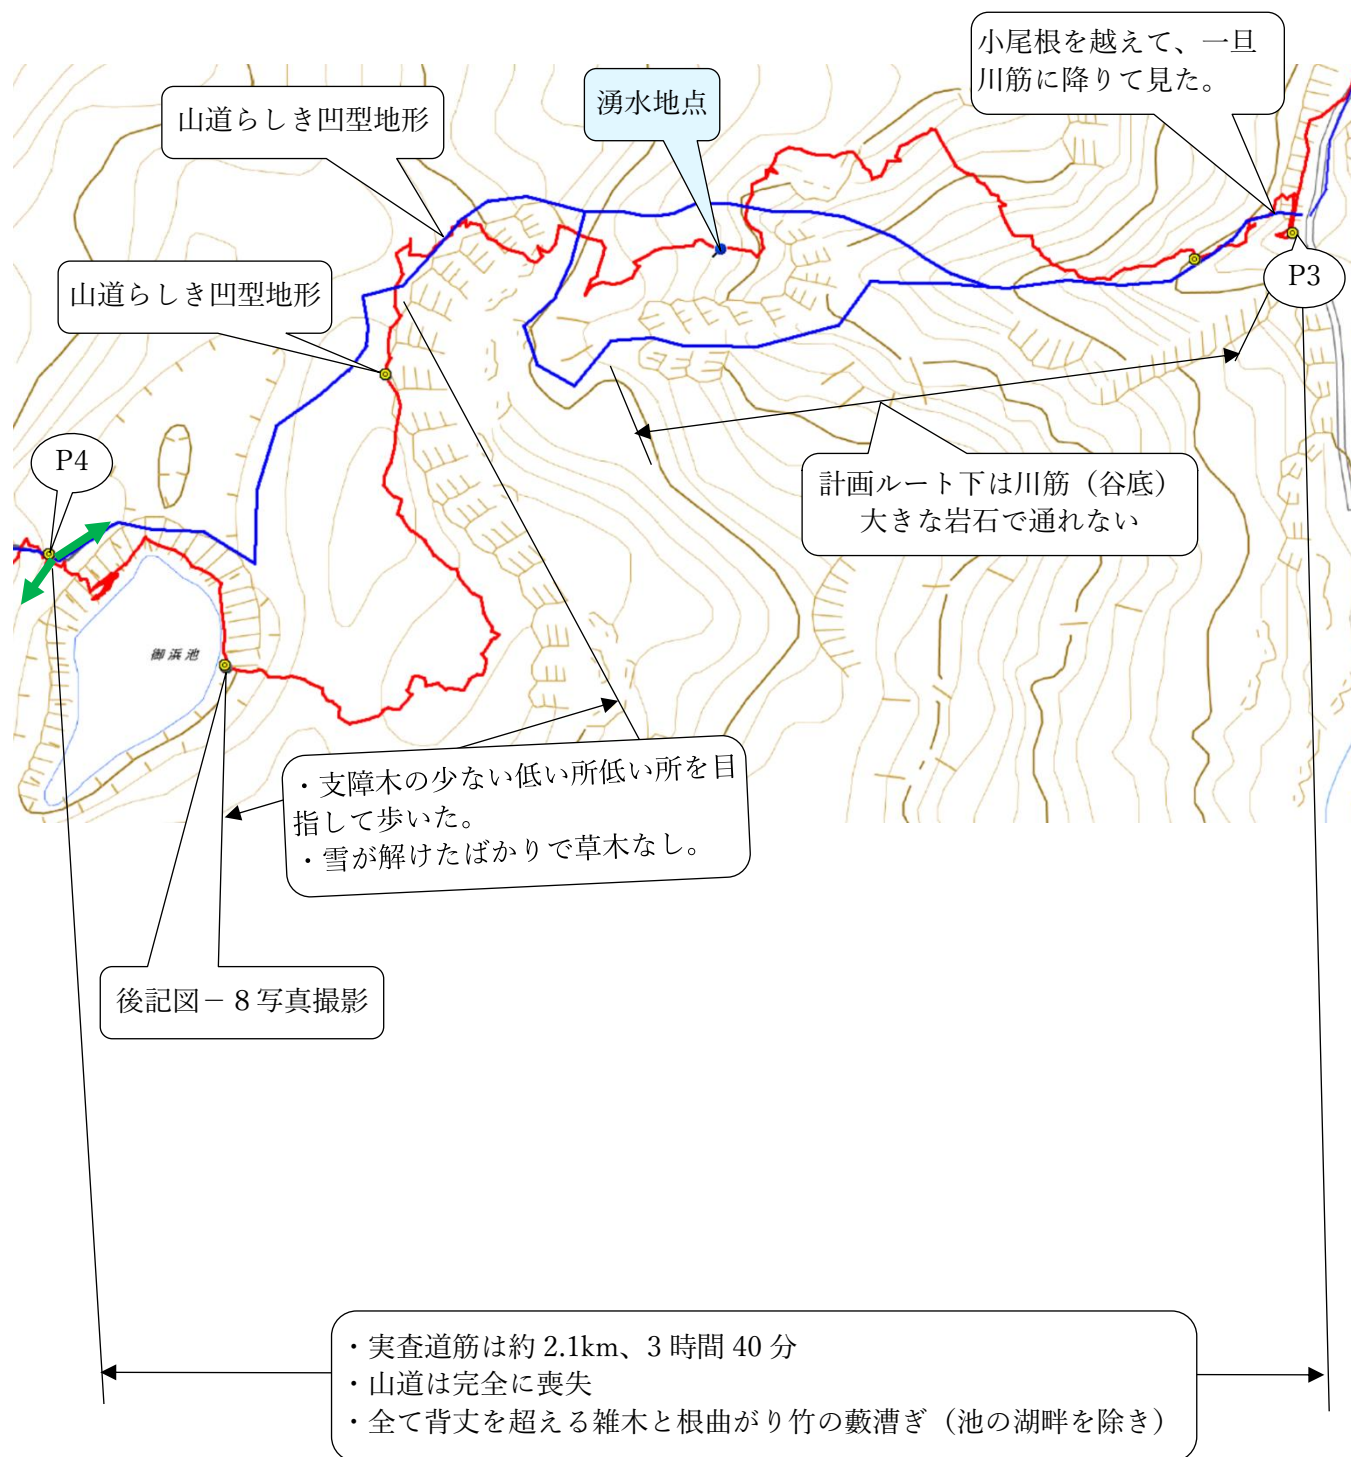 小尾根を越えて、一旦
川筋に降りて見た。
湧水地点
山道らしき凹型地形
山道らしき凹型地形
P3
P4
計画ルート下は川筋（谷底）
大きな岩石で通れない
御浜池
・支障木の少ない低い所低い所を目
指して歩いた。
・雪が解けたばかりで草木なし。
後記図－８写真撮影
・実査道筋は約 2.1km、3 時間 40 分
・山道は完全に喪失
・全て背丈を超える雑木と根曲がり竹の藪漕ぎ（池の湖畔を除き）